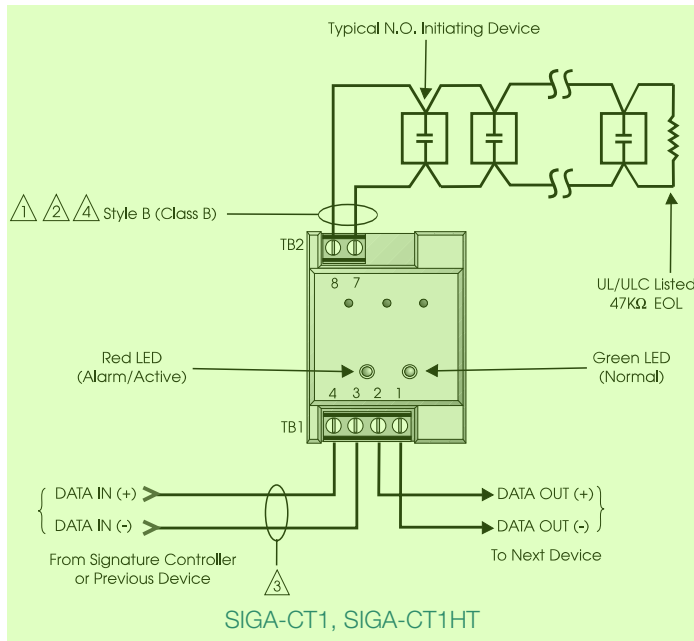 Typical N.O. Initiating Device
1 2 4 Style B (Class B)
TB2
8 7
UL/ULC Listed
47KΩ EOL
Red LED
(Alarm/Active)
Green LED
(Normal)
4 3 2 1
TB1
DATA IN (+)
DATA OUT (+)
DATA IN (-)
DATA OUT (-)
From Signature Controller
or Previous Device
To Next Device
3
SIGA-CT1, SIGA-CT1HT